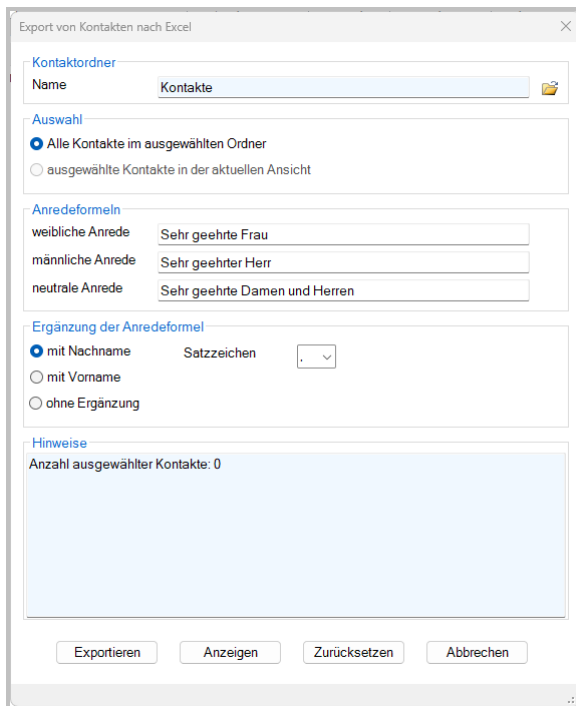 Export von Kontakten nach Excel
Kontaktordner
Name Kontakte
Auswahl
Alle Kontakte im ausgewählten Ordner
ausgewählte Kontakte in der aktuellen Ansicht
Anredeformeln
weibliche Anrede Sehr geehrte Frau
männliche Anrede Sehr geehrter Herr
neutrale Anrede Sehr geehrte Damen und Herren
Ergänzung der Anredeformel
mit Nachname Satzzeichen ,
mit Vorname
ohne Ergänzung
Hinweise
Anzahl ausgewählter Kontakte: 0
Exportieren Anzeigen Zurücksetzen Abbrechen